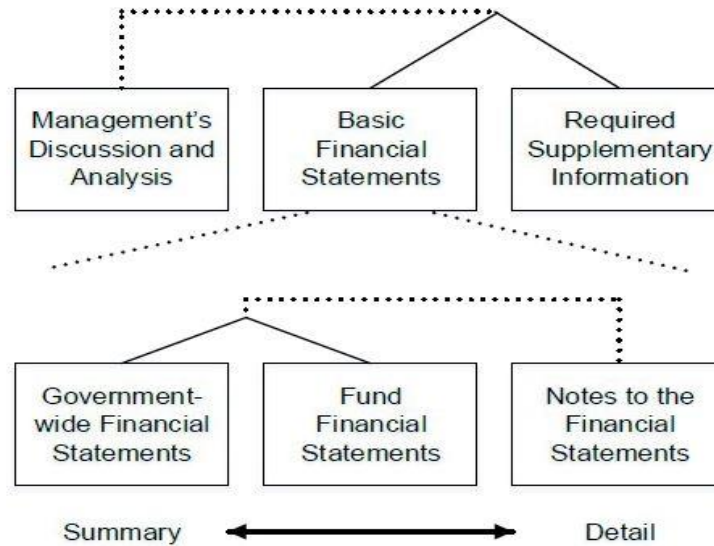 Management's
Discussion and
Analysis
Basic
Financial
Statements
Required
Supplementary
Information
Government-
wide Financial
Statements
Fund
Financial
Statements
Notes to the
Financial
Statements
Summary
Detail